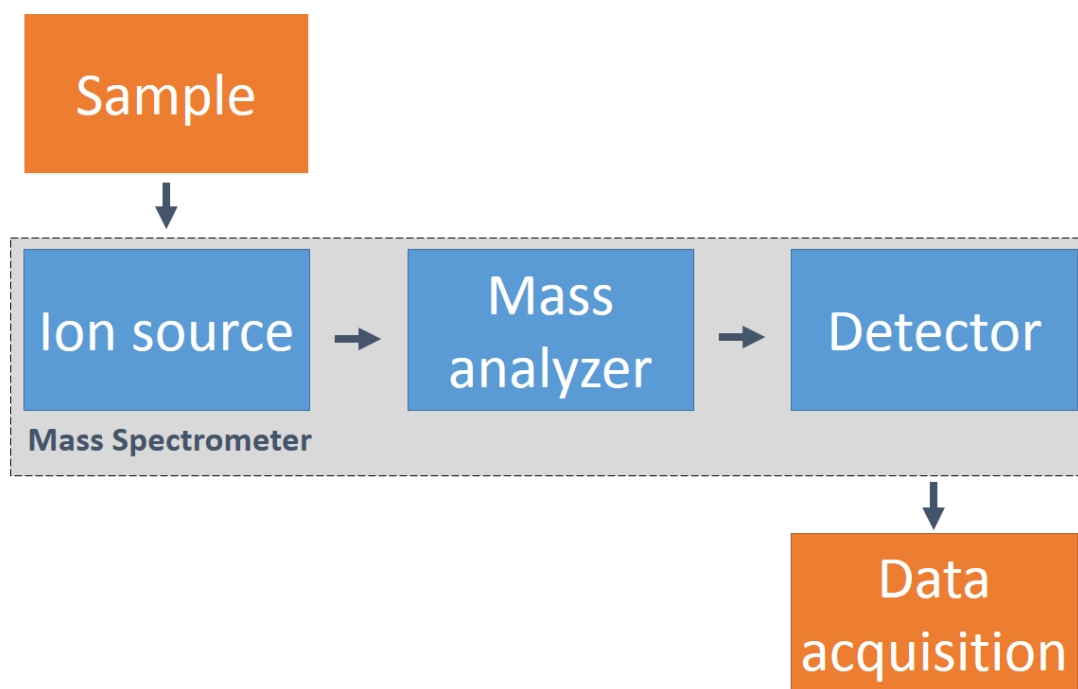 Sample
Ion source
Mass
analyzer
Detector
Mass Spectrometer
Data
acquisition